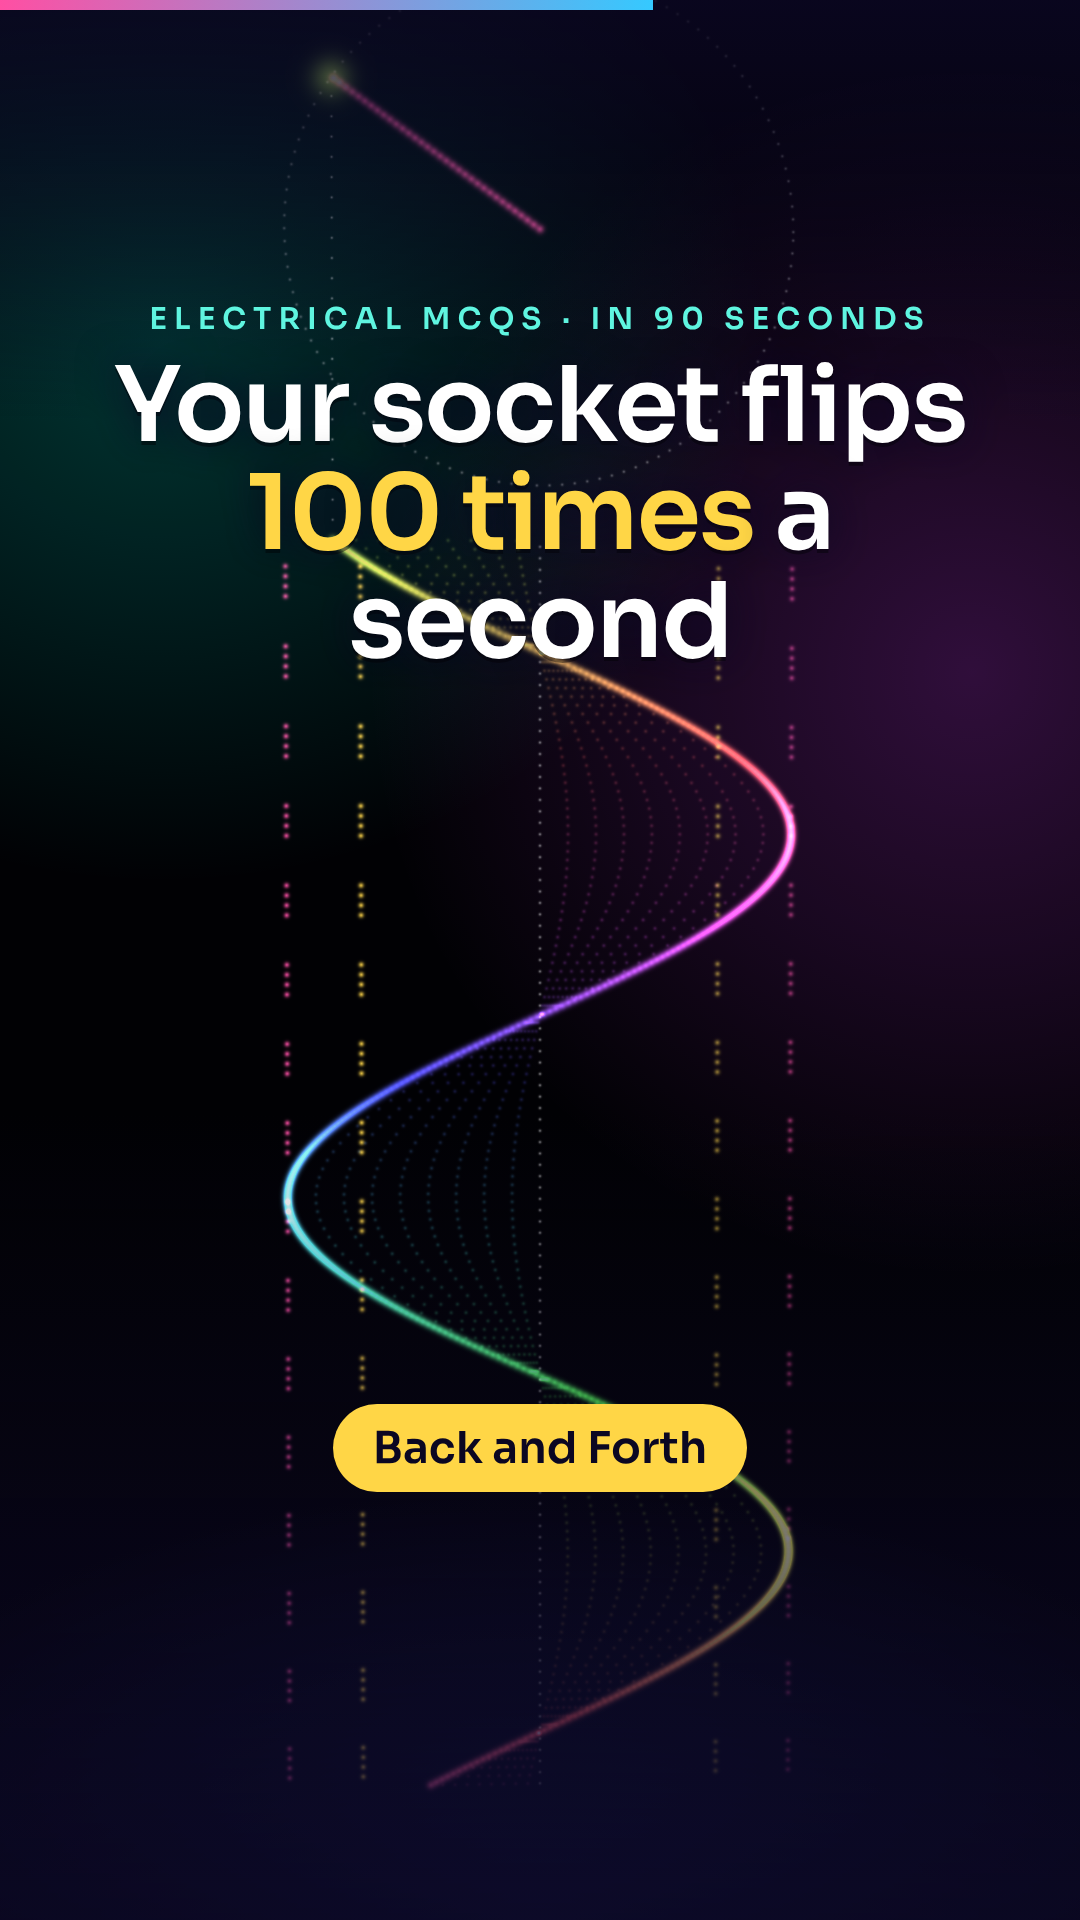 ELECTRICAL MCQS · IN 90 SECONDS
Your socket flips
100 times a
second
Back and Forth